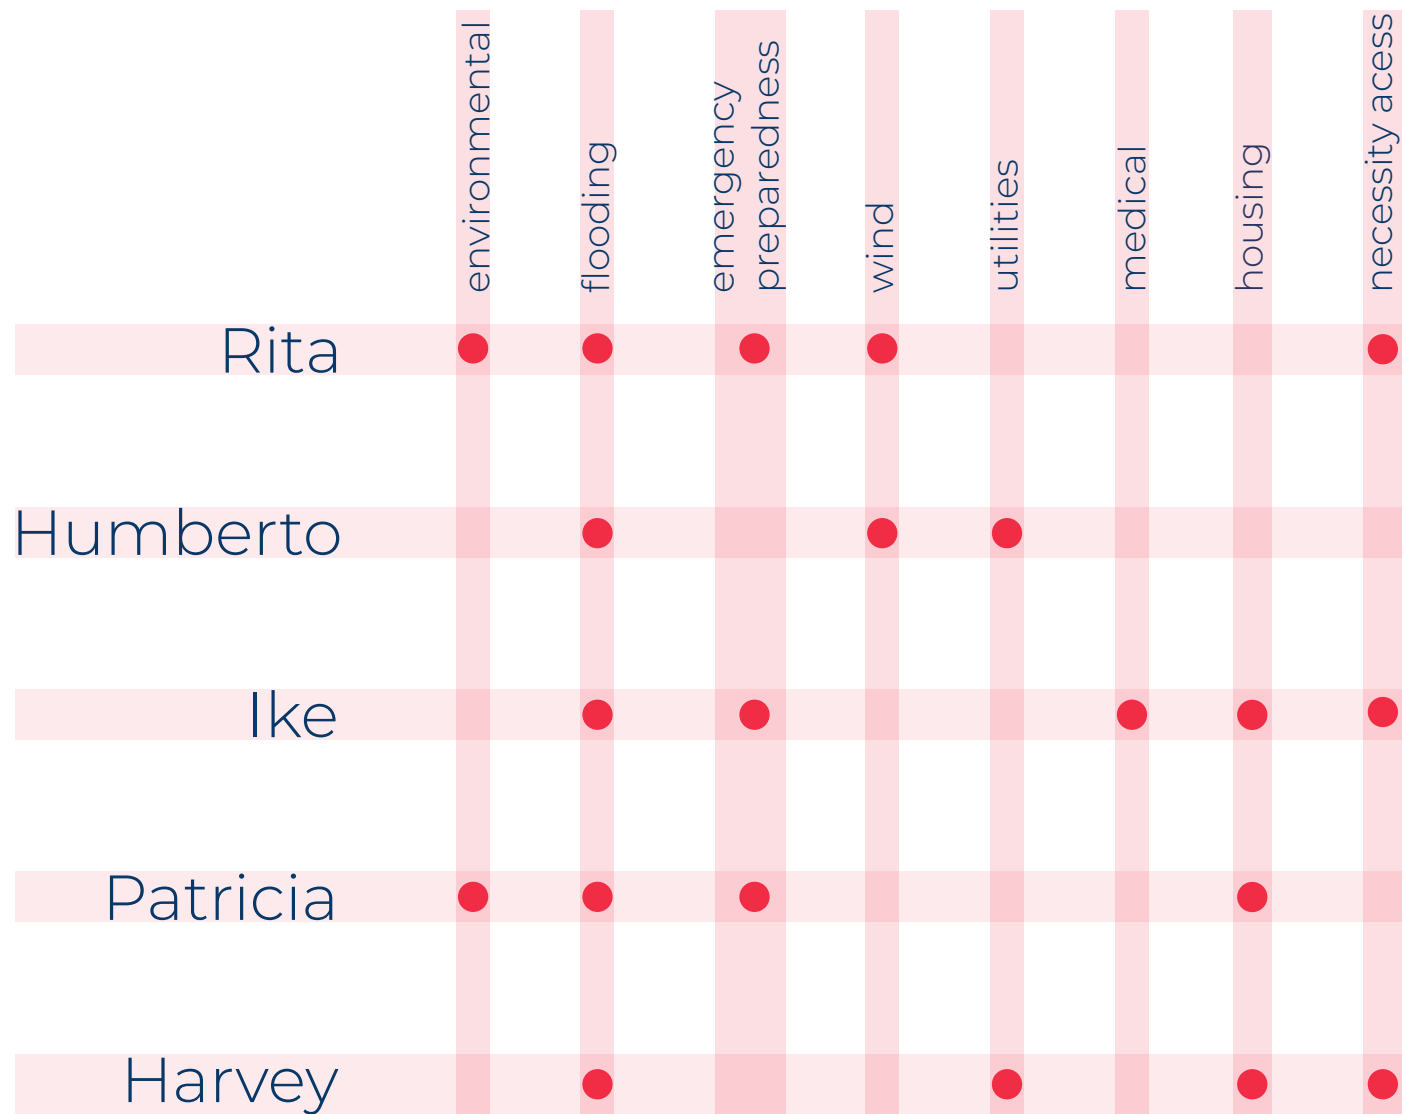 environmental
flooding
emergency
preparedness
wind
utilities
medical
housing
necessity acess
Rita
Humberto
Ike
Patricia
Harvey